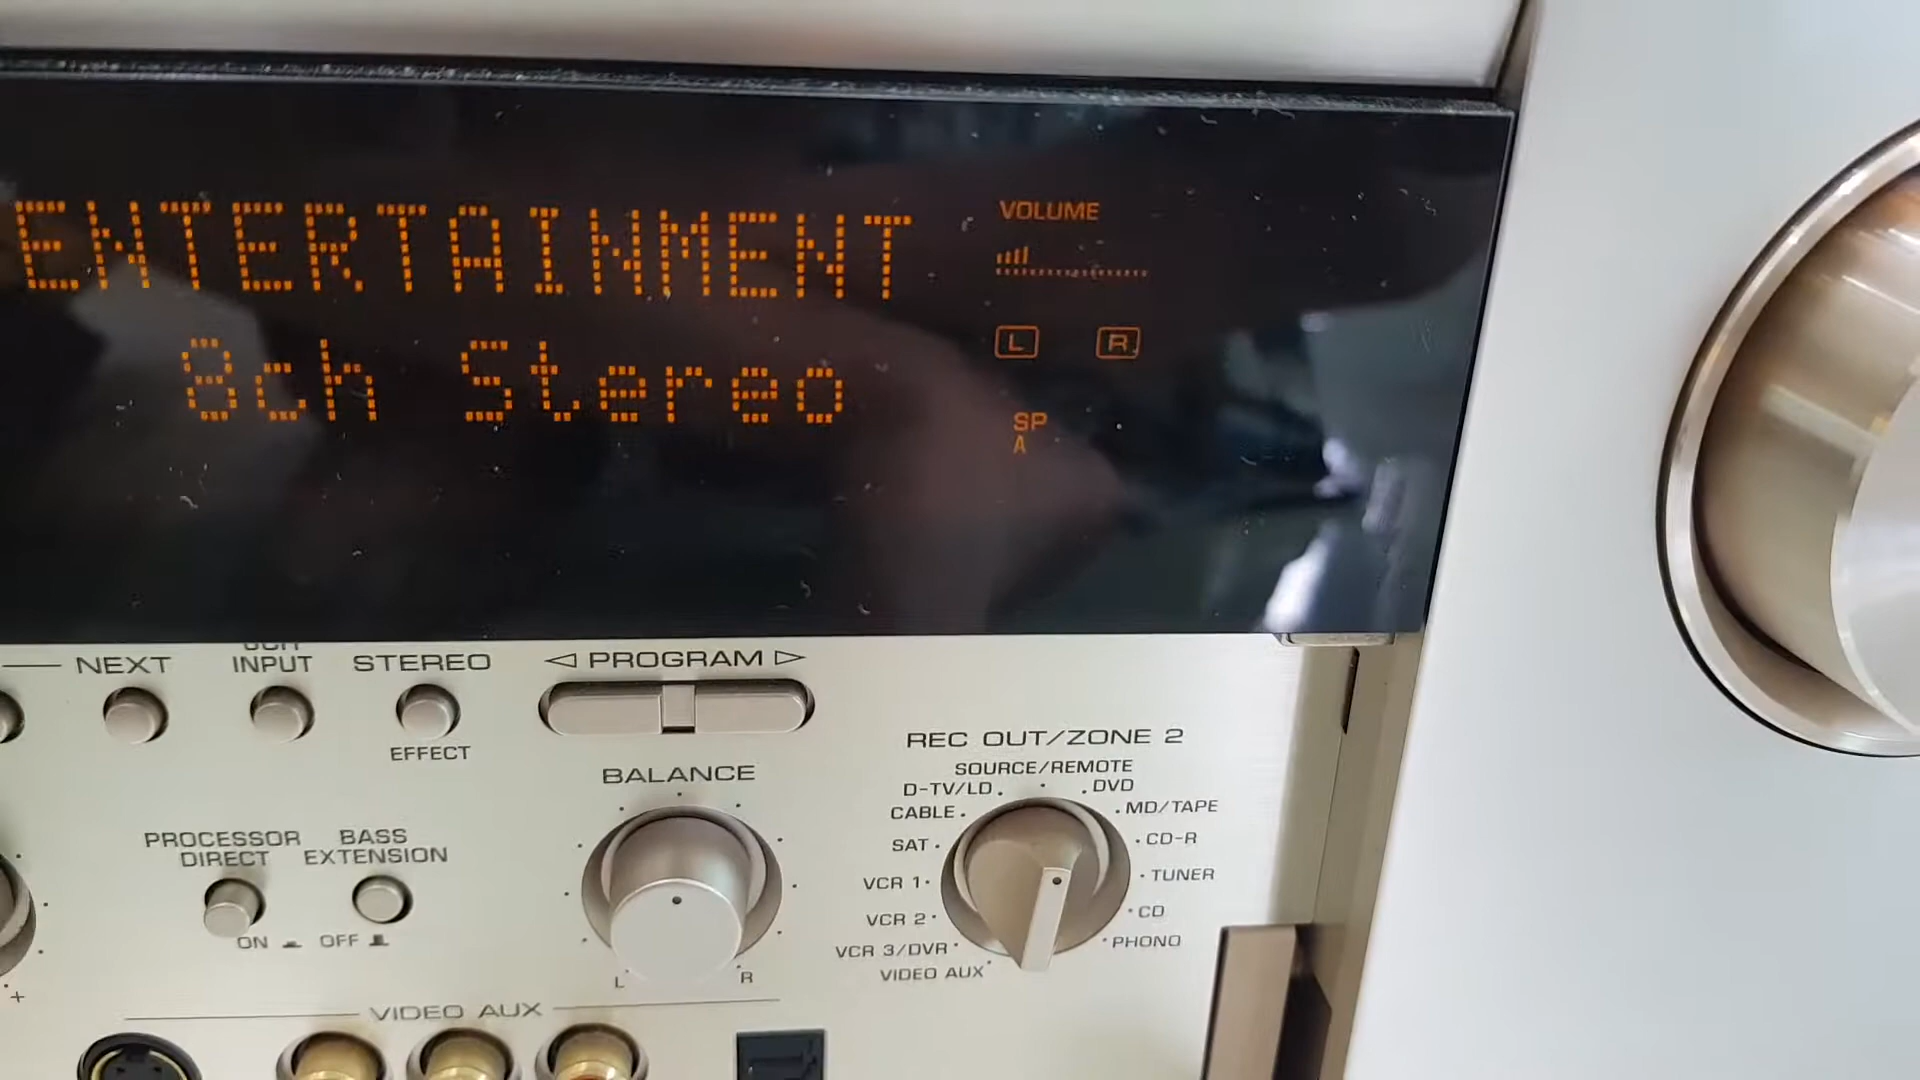 ENTERTAINMENT
8ch Stereo
VOLUME
L R
SP
A
NEXT
INPUT
STEREO
EFFECT
◁ PROGRAM ▷
BALANCE
L R
PROCESSOR
DIRECT
BASS
EXTENSION
ON OFF
+
REC OUT/ZONE 2
SOURCE/REMOTE
D-TV/LD DVD
CABLE MD/TAPE
SAT CD-R
VCR 1 TUNER
VCR 2 CD
VCR 3/DVR PHONO
VIDEO AUX
VIDEO AUX